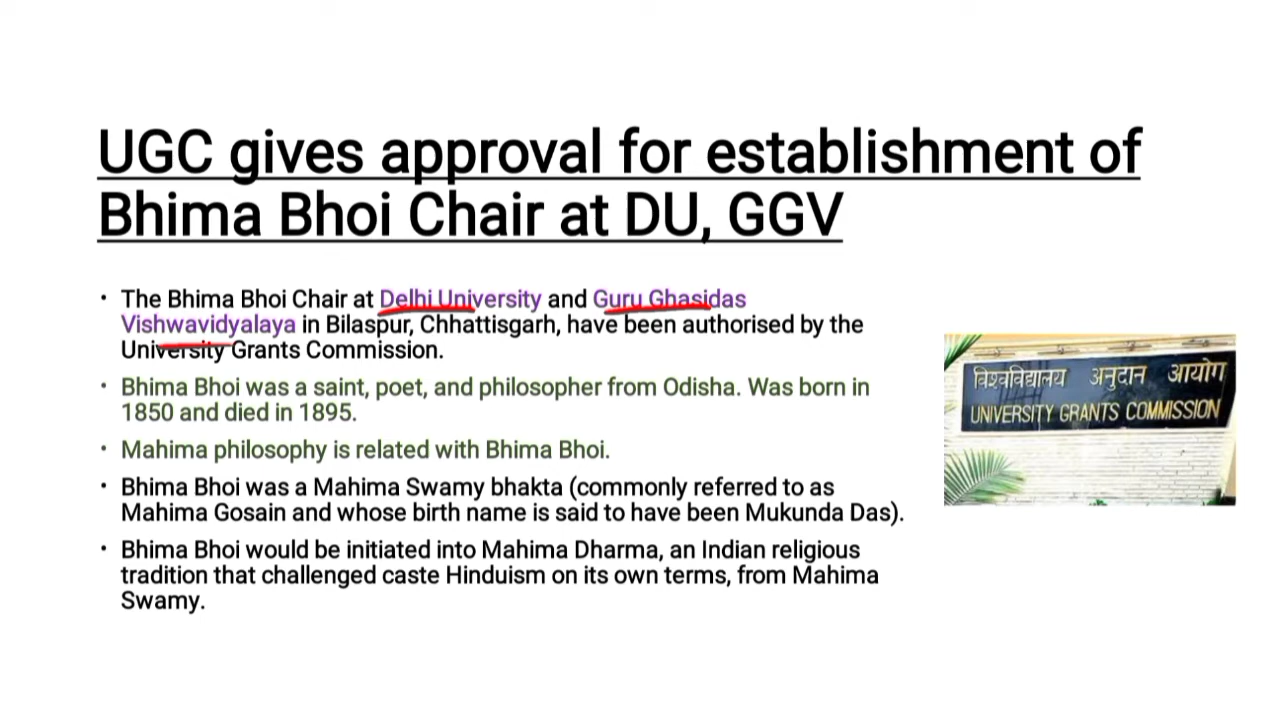 UGC gives approval for establishment of
Bhima Bhoi Chair at DU, GGV
• The Bhima Bhoi Chair at Delhi University and Guru Ghasidas
Vishwavidyalaya in Bilaspur, Chhattisgarh, have been authorised by the
University Grants Commission.
• Bhima Bhoi was a saint, poet, and philosopher from Odisha. Was born in
1850 and died in 1895.
• Mahima philosophy is related with Bhima Bhoi.
• Bhima Bhoi was a Mahima Swamy bhakta (commonly referred to as
Mahima Gosain and whose birth name is said to have been Mukunda Das).
• Bhima Bhoi would be initiated into Mahima Dharma, an Indian religious
tradition that challenged caste Hinduism on its own terms, from Mahima
Swamy.
विश्वविद्यालय अनुदान आयोग
UNIVERSITY GRANTS COMMISSION